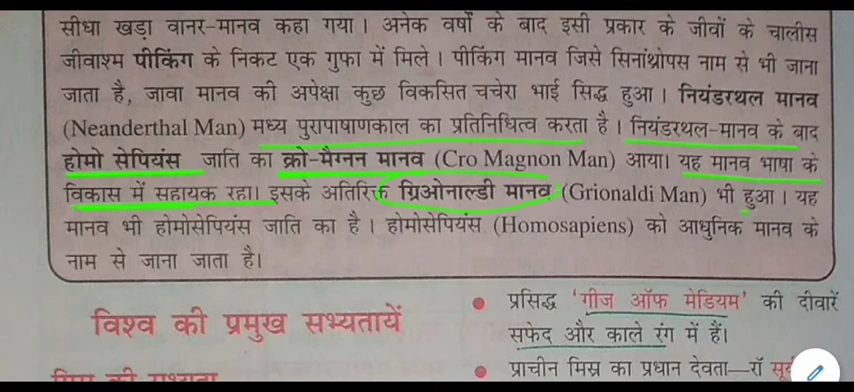 सीधा खड़ा वानर-मानव कहा गया। अनेक वर्षों के बाद इसी प्रकार के जीवों के चालीस
जीवाश्म पीकिंग के निकट एक गुफा में मिले। पीकिंग मानव जिसे सिनांथ्रोपस नाम से भी जाना
जाता है, जावा मानव की अपेक्षा कुछ विकसित चचेरा भाई सिद्ध हुआ। नियंडरथल मानव
(Neanderthal Man) मध्य पुरापाषाणकाल का प्रतिनिधित्व करता है। नियंडरथल-मानव के बाद
होमो सेपियंस जाति का क्रो-मैग्नन मानव (Cro Magnon Man) आया। यह मानव भाषा के
विकास में सहायक रहा। इसके अतिरिक्त ग्रिओनाल्डी मानव (Grionaldi Man) भी हुआ। यह
मानव भी होमोसेपियंस जाति का है। होमोसेपियंस (Homosapiens) को आधुनिक मानव के
नाम से जाना जाता है।
विश्व की प्रमुख सभ्यतायें
● प्रसिद्ध 'गीज ऑफ मेडियम' की दीवारें
सफेद और काले रंग में हैं।
● प्राचीन मिस्र का प्रधान देवता—रॉ